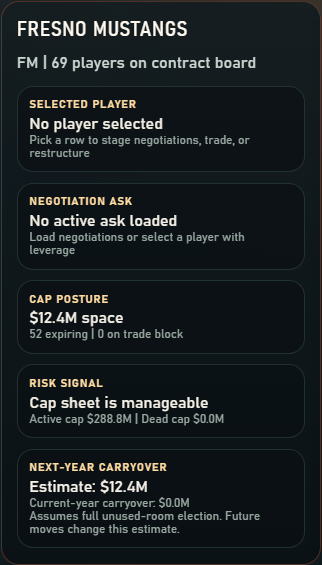 FRESNO MUSTANGS
FM | 69 players on contract board
SELECTED PLAYER
No player selected
Pick a row to stage negotiations, trade, or
restructure
NEGOTIATION ASK
No active ask loaded
Load negotiations or select a player with
leverage
CAP POSTURE
$12.4M space
52 expiring | 0 on trade block
RISK SIGNAL
Cap sheet is manageable
Active cap $288.8M | Dead cap $0.0M
NEXT-YEAR CARRYOVER
Estimate: $12.4M
Current-year carryover: $0.0M
Assumes full unused-room election. Future
moves change this estimate.